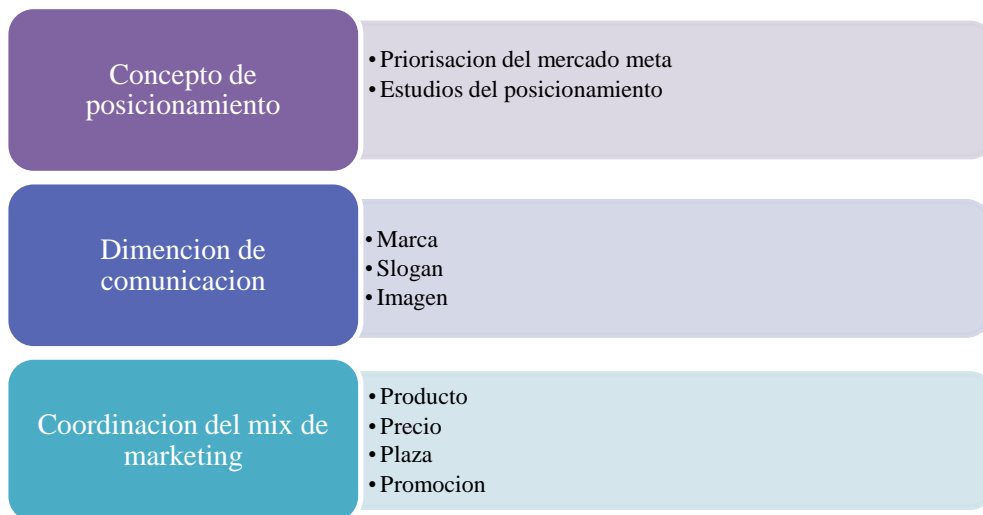 Concepto de
posicionamiento
• Priorisacion del mercado meta
• Estudios del posicionamiento
Dimencion de
comunicacion
• Marca
• Slogan
• Imagen
Coordinacion del mix de
marketing
• Producto
• Precio
• Plaza
• Promocion